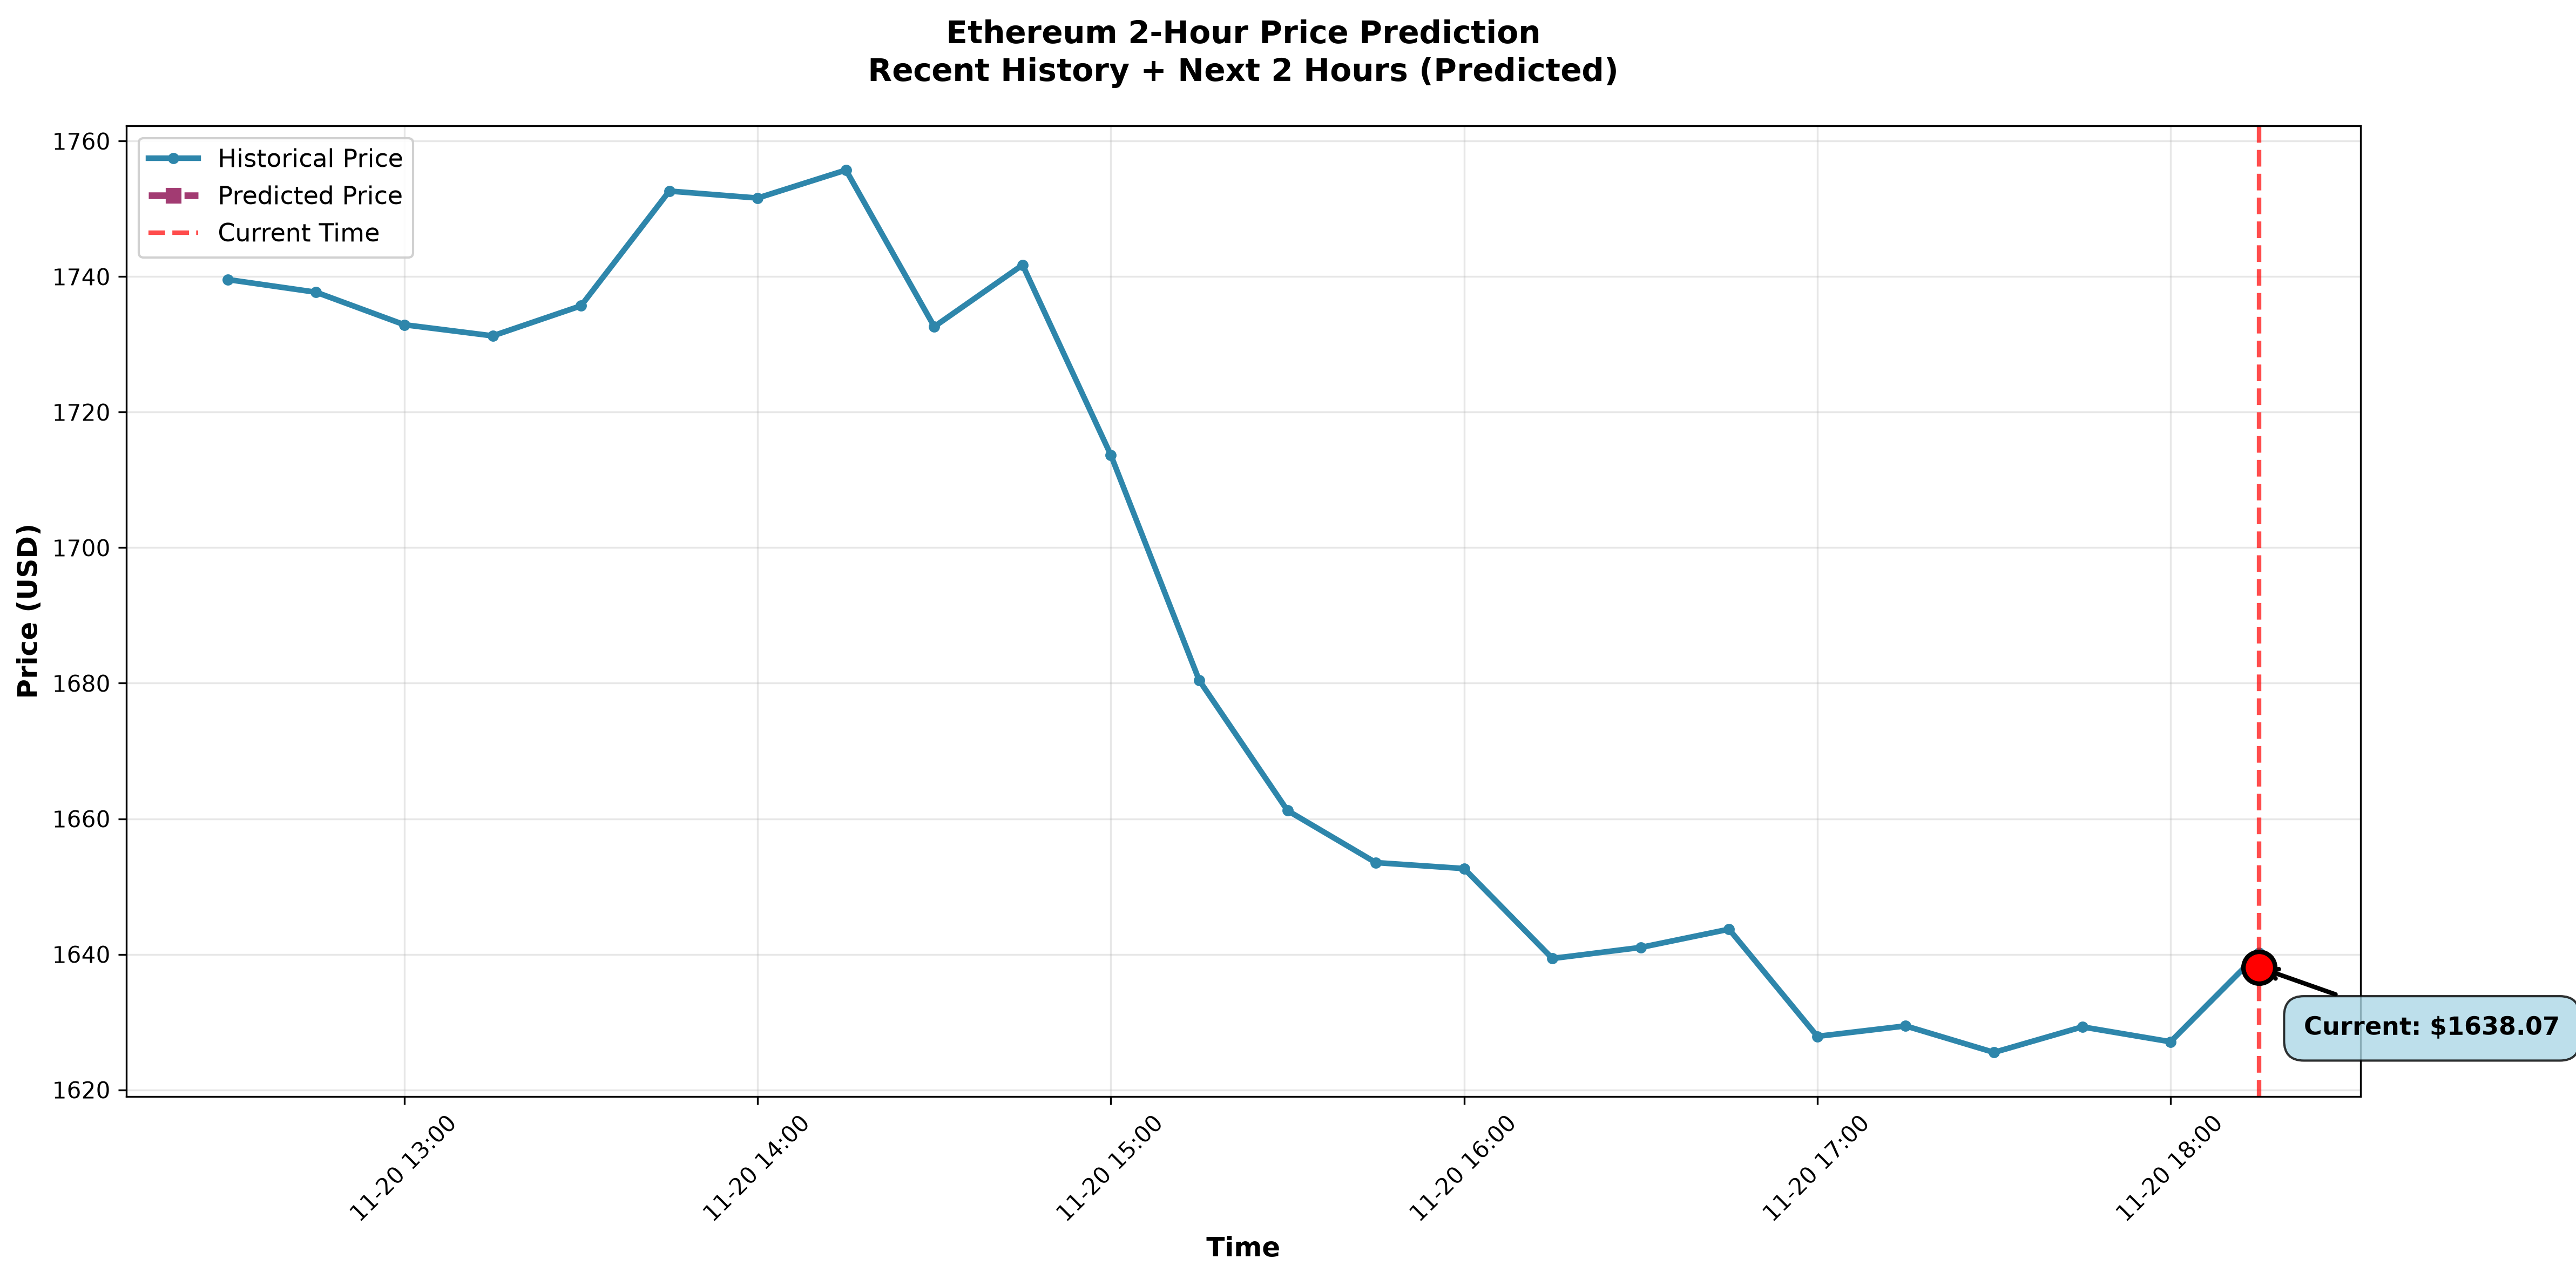 Ethereum 2-Hour Price Prediction
Recent History + Next 2 Hours (Predicted)
Historical Price
Predicted Price
Current Time
Price (USD)
1760
1740
1720
1700
1680
1660
1640
1620
Current: $1638.07
11-20 13:00
11-20 14:00
11-20 15:00
11-20 16:00
11-20 17:00
11-20 18:00
Time